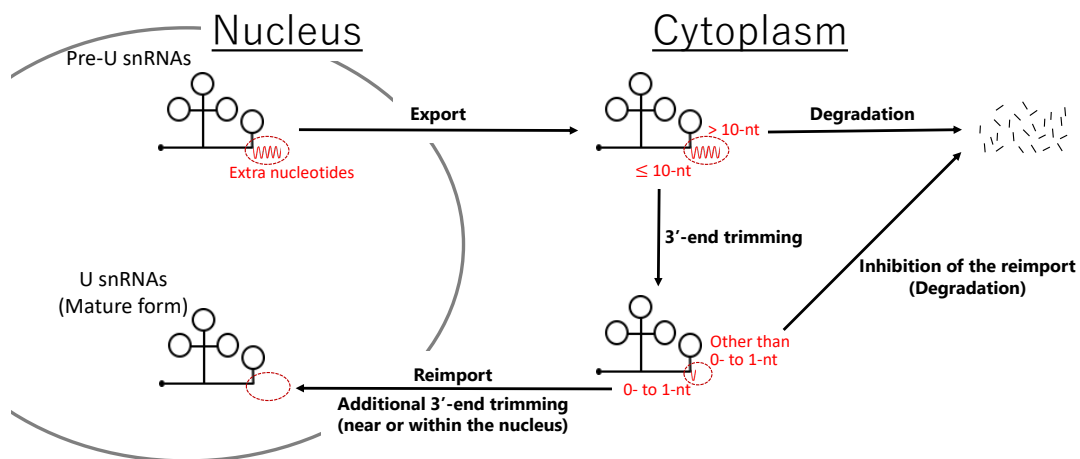 Nucleus
Cytoplasm
Pre-U snRNAs
Export
> 10-nt
Degradation
Extra nucleotides
≤ 10-nt
3′-end trimming
Inhibition of the reimport
(Degradation)
U snRNAs
(Mature form)
Other than
0- to 1-nt
Reimport
0- to 1-nt
Additional 3′-end trimming
(near or within the nucleus)